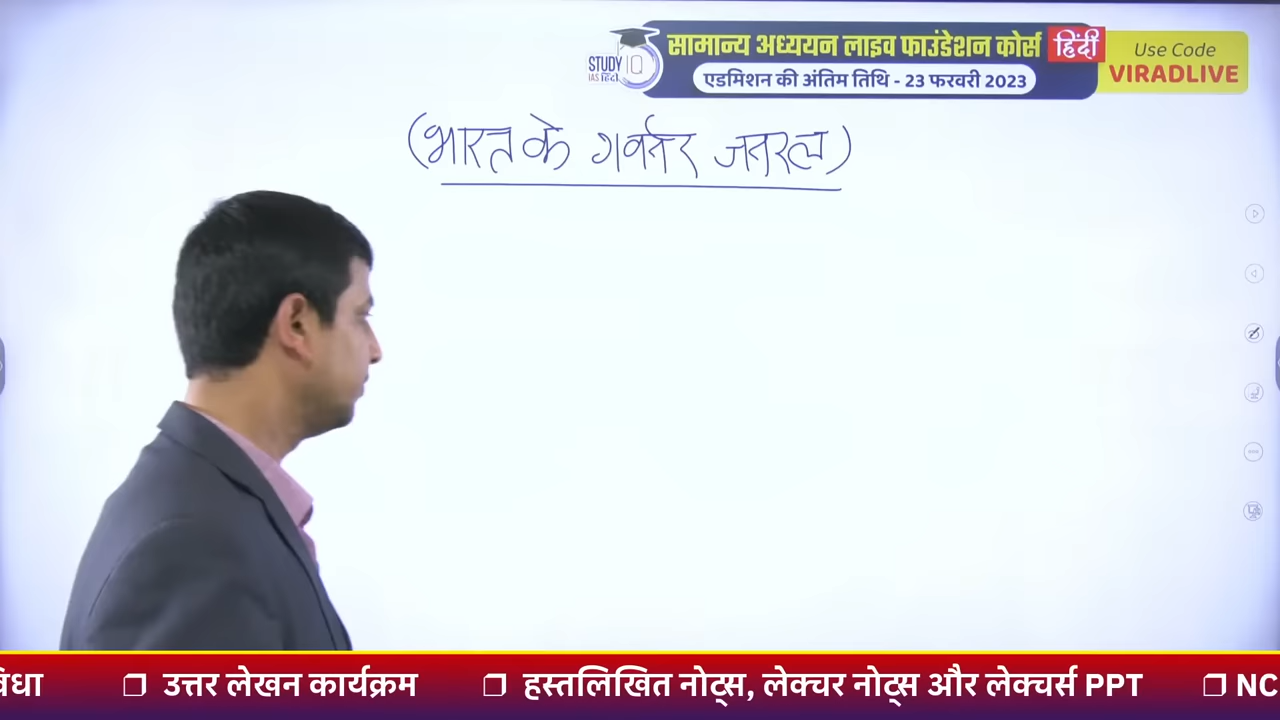 STUDY IQ
IAS हिंदी
सामान्य अध्ययन लाइव फाउंडेशन कोर्स हिंदी
एडमिशन की अंतिम तिथि - 23 फरवरी 2023
Use Code
VIRADLIVE
(भारत के गवर्नर जनरल)
विधा ❐ उत्तर लेखन कार्यक्रम ❐ हस्तलिखित नोट्स, लेक्चर नोट्स और लेक्चर्स PPT ❐ NC